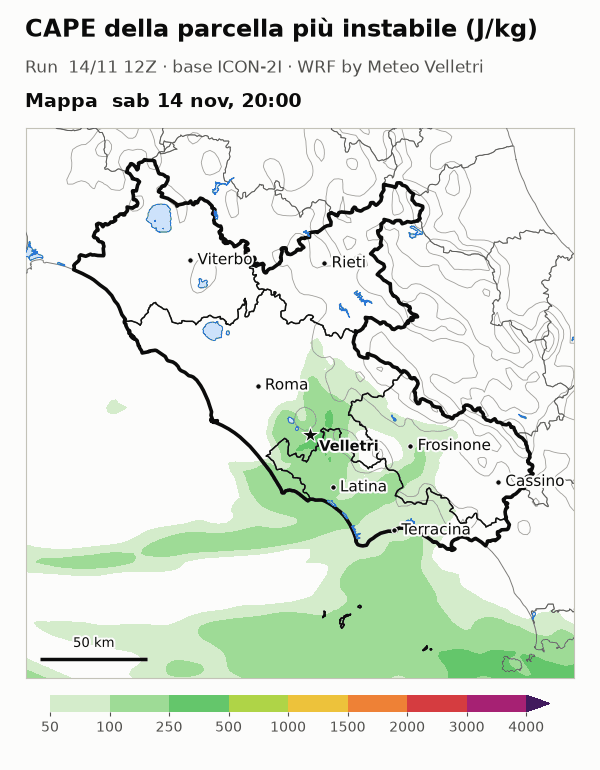 CAPE della parcella più instabile (J/kg)
Run  14/11 12Z · base ICON-2I · WRF by Meteo Velletri
Mappa  sab 14 nov, 20:00
Viterbo
Rieti
Roma
Velletri
Frosinone
Latina
Cassino
Terracina
50 km
50 100 250 500 1000 1500 2000 3000 4000